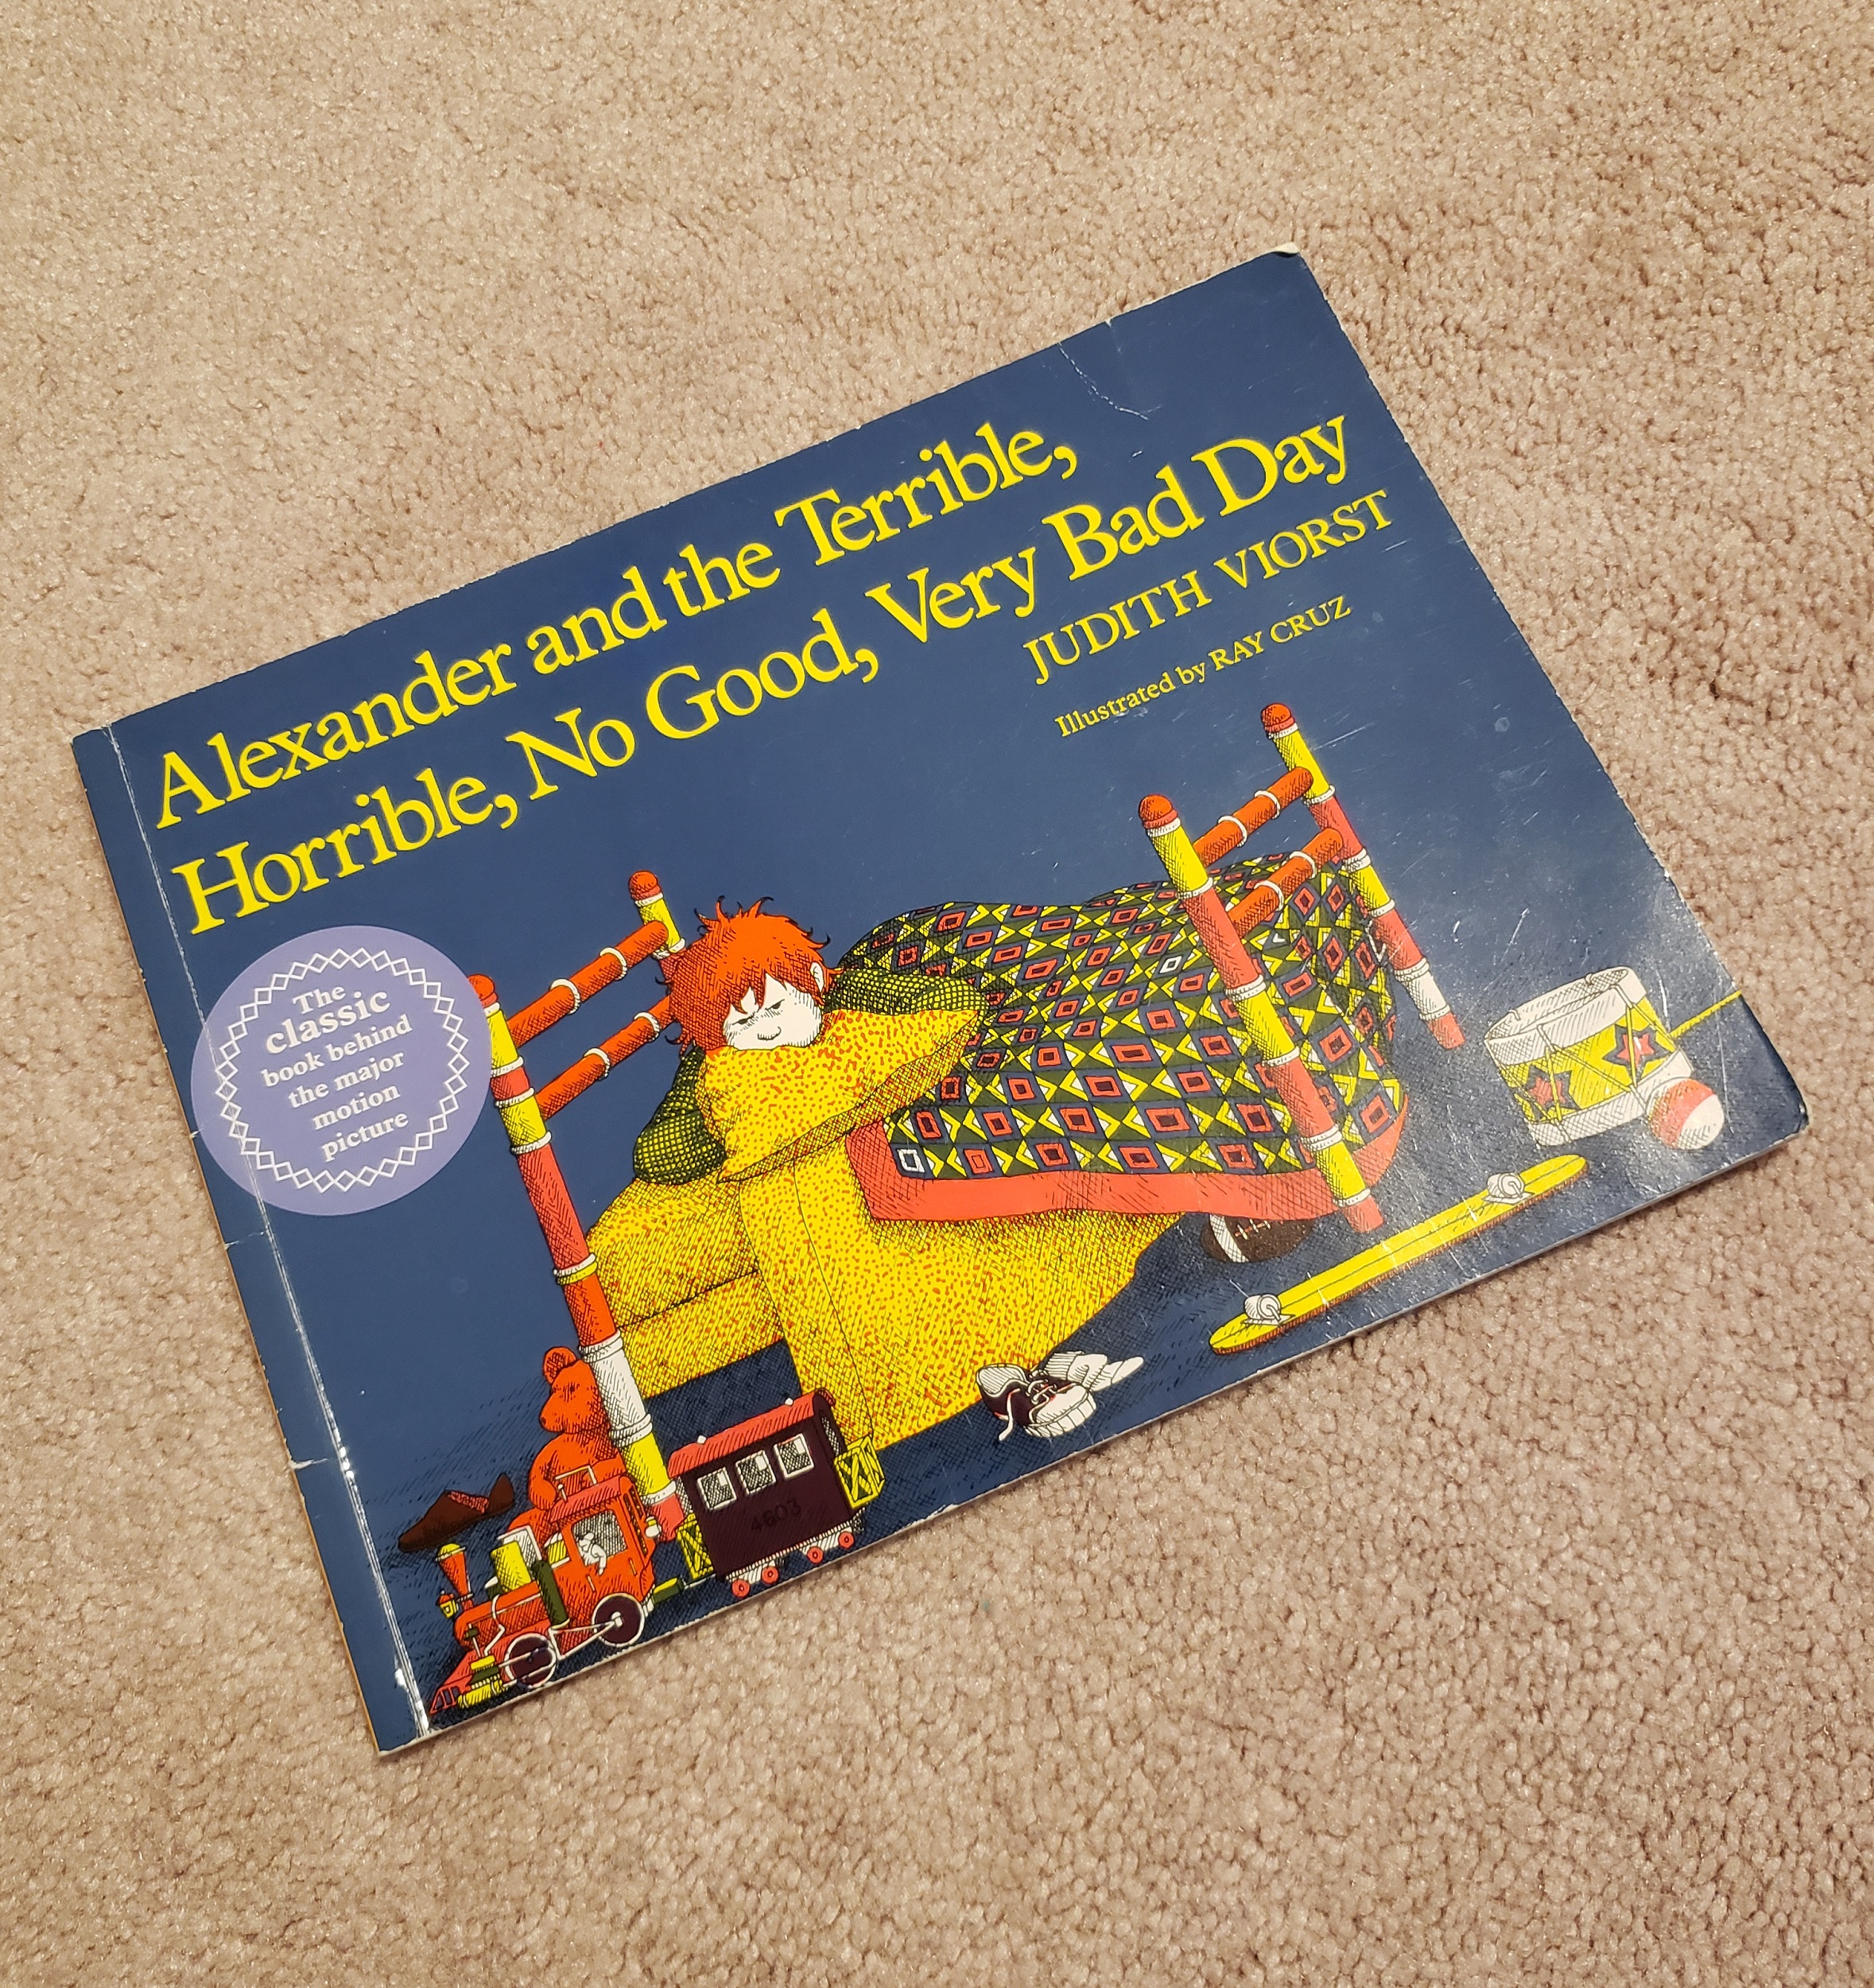 Alexander and the Terrible,
Horrible, No Good, Very Bad Day
JUDITH VIORST
Illustrated by RAY CRUZ
The
classic
book behind
the major
motion
picture
4603